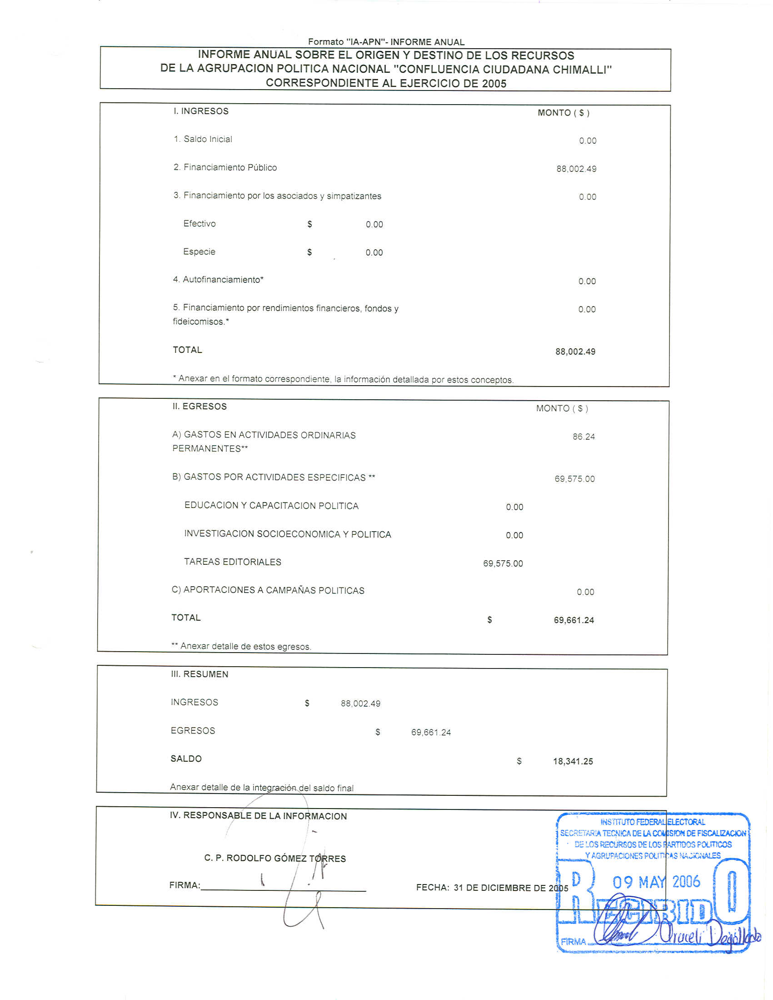 Formato "IA-APN"- INFORME ANUAL
INFORME ANUAL SOBRE EL ORIGEN Y DESTINO DE LOS RECURSOS
DE LA AGRUPACION POLITICA NACIONAL "CONFLUENCIA CIUDADANA CHIMALLI"
CORRESPONDIENTE AL EJERCICIO DE 2005
I. INGRESOS MONTO ( $ )
1. Saldo Inicial 0.00
2. Financiamiento Público 88,002.49
3. Financiamiento por los asociados y simpatizantes 0.00
Efectivo $ 0.00
Especie $ 0.00
4. Autofinanciamiento* 0.00
5. Financiamiento por rendimientos financieros, fondos y 0.00
fideicomisos.*
TOTAL 88,002.49
* Anexar en el formato correspondiente, la información detallada por estos conceptos.
II. EGRESOS MONTO ( $ )
A) GASTOS EN ACTIVIDADES ORDINARIAS 86.24
PERMANENTES**
B) GASTOS POR ACTIVIDADES ESPECIFICAS ** 69,575.00
EDUCACION Y CAPACITACION POLITICA 0.00
INVESTIGACION SOCIOECONOMICA Y POLITICA 0.00
TAREAS EDITORIALES 69,575.00
C) APORTACIONES A CAMPAÑAS POLITICAS 0.00
TOTAL $ 69,661.24
** Anexar detalle de estos egresos.
III. RESUMEN
INGRESOS $ 88,002.49
EGRESOS $ 69,661.24
SALDO $ 18,341.25
Anexar detalle de la integración del saldo final
IV. RESPONSABLE DE LA INFORMACION
C. P. RODOLFO GÓMEZ TORRES
FIRMA: FECHA: 31 DE DICIEMBRE DE 2005
INSTITUTO FEDERAL ELECTORAL
SECRETARIA TECNICA DE LA COMISION DE FISCALIZACION
DE LOS RECURSOS DE LOS PARTIDOS POLITICOS
Y AGRUPACIONES POLITICAS NACIONALES
09 MAY 2006
RECIBIDO
FIRMA Araceli Degollado